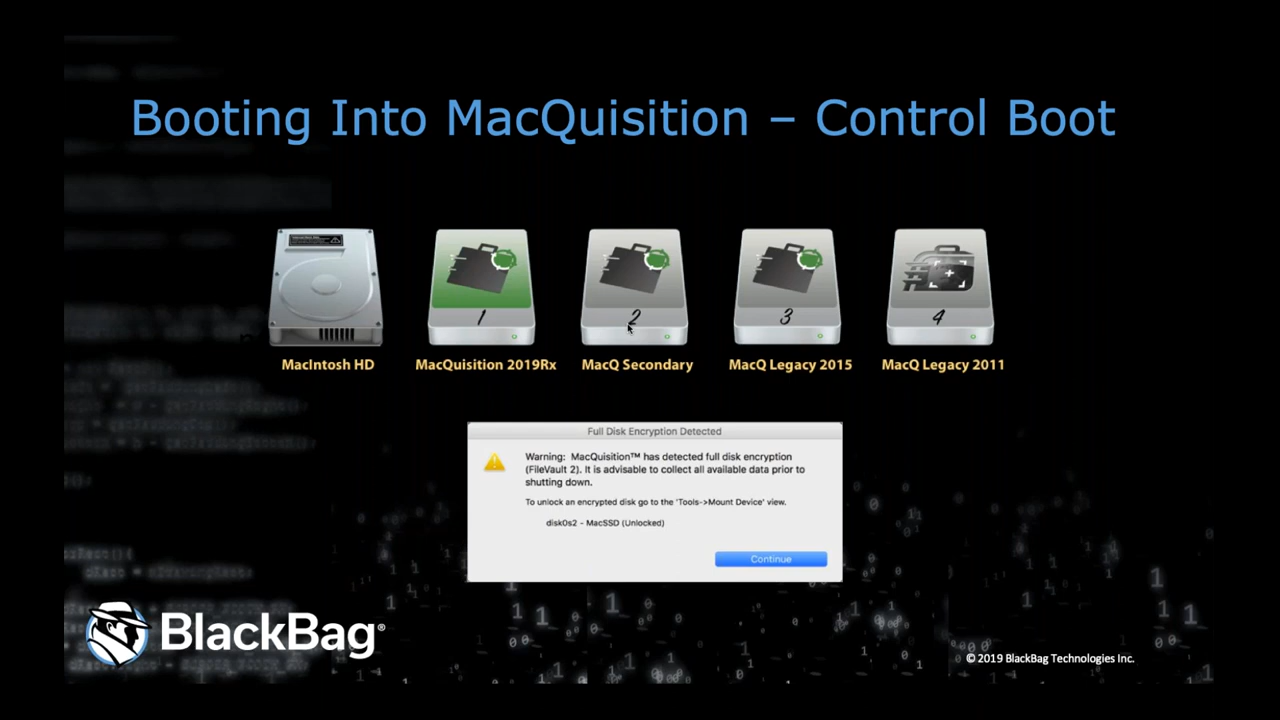 Booting Into MacQuisition – Control Boot
1
2
3
4
MacIntosh HD
MacQuisition 2019Rx
MacQ Secondary
MacQ Legacy 2015
MacQ Legacy 2011
Full Disk Encryption Detected
Warning: MacQuisition™ has detected full disk encryption
(FileVault 2). It is advisable to collect all available data prior to
shutting down.
To unlock an encrypted disk go to the 'Tools->Mount Device' view.
disk0s2 - MacSSD (Unlocked)
Continue
BlackBag®
© 2019 BlackBag Technologies Inc.